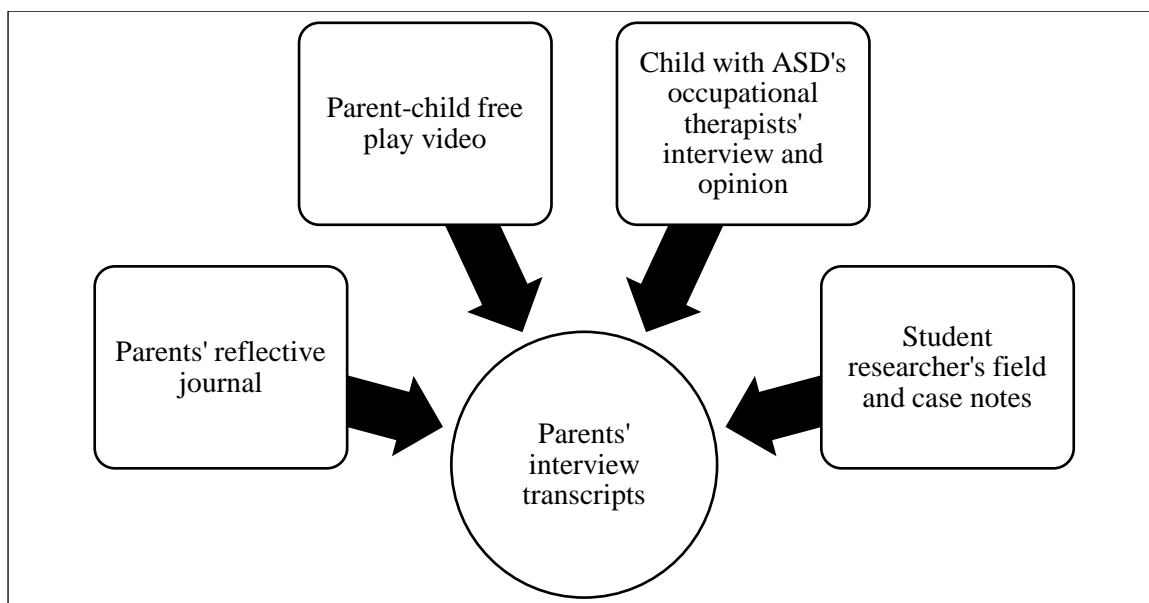 Parent-child free
play video
Child with ASD's
occupational
therapists'
interview and
opinion
Parents' reflective
journal
Student
researcher's field
and case notes
Parents'
interview
transcripts